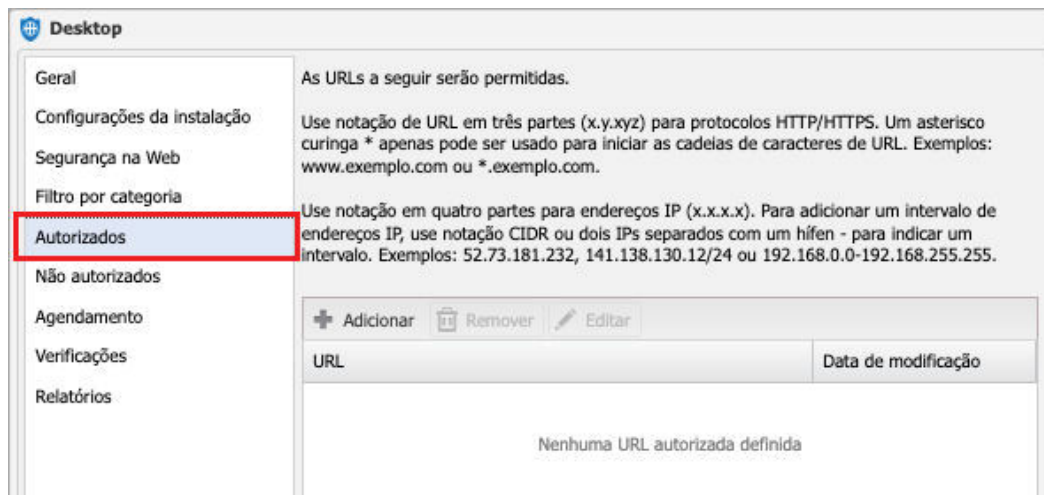 Desktop
Geral
Configurações da instalação
Segurança na Web
Filtro por categoria
Autorizados
Não autorizados
Agendamento
Verificações
Relatórios
As URLs a seguir serão permitidas.
Use notação de URL em três partes (x.y.xyz) para protocolos HTTP/HTTPS. Um asterisco
curinga * apenas pode ser usado para iniciar as cadeias de caracteres de URL. Exemplos:
www.exemplo.com ou *.exemplo.com.
Use notação em quatro partes para endereços IP (x.x.x.x). Para adicionar um intervalo de
endereços IP, use notação CIDR ou dois IPs separados com um hífen - para indicar um
intervalo. Exemplos: 52.73.181.232, 141.138.130.12/24 ou 192.168.0.0-192.168.255.255.
Adicionar Remover Editar
URL Data de modificação
Nenhuma URL autorizada definida